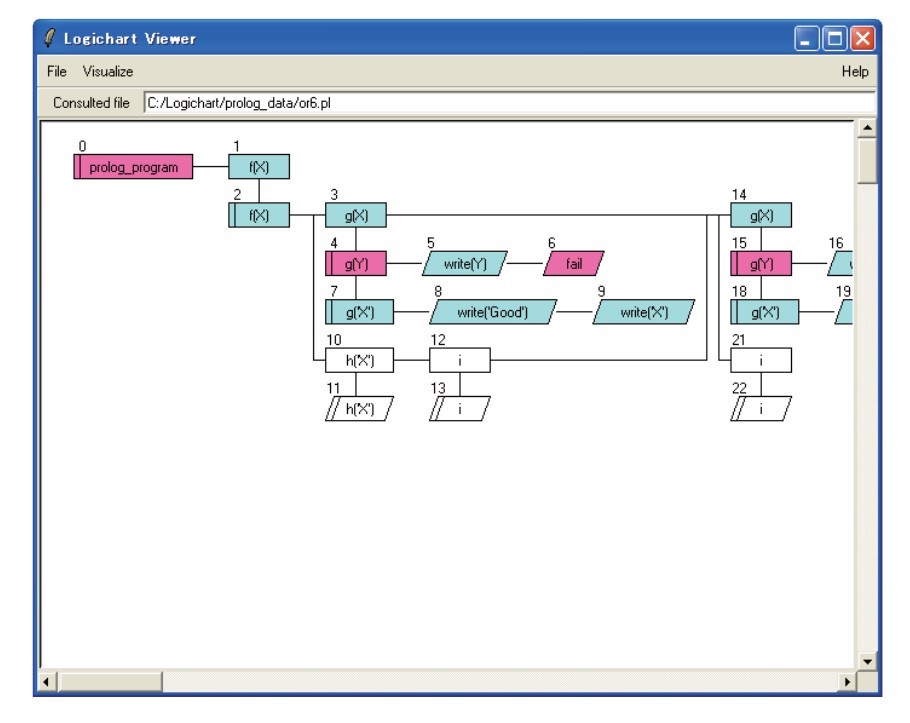 Logichart Viewer
File Visualize Help
Consulted file C:/Logichart/prolog_data/or6.pl
0 1
prolog_program f(X)
2 3 14
f(X) g(X) g(X)
4 5 6 15 16
g(Y) write(Y) fail g(Y)
7 8 9 18 19
g('X') write('Good') write('X') g('X')
10 12 21
h('X') i i
11 13 22
h('X') i i